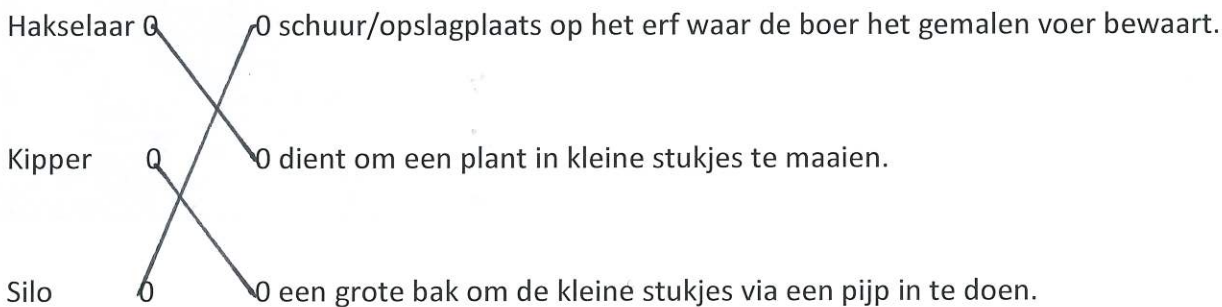 Hakselaar 0 0 schuur/opslagplaats op het erf waar de boer het gemalen voer bewaart.
Kipper 0 0 dient om een plant in kleine stukjes te maaien.
Silo 0 0 een grote bak om de kleine stukjes via een pijp in te doen.